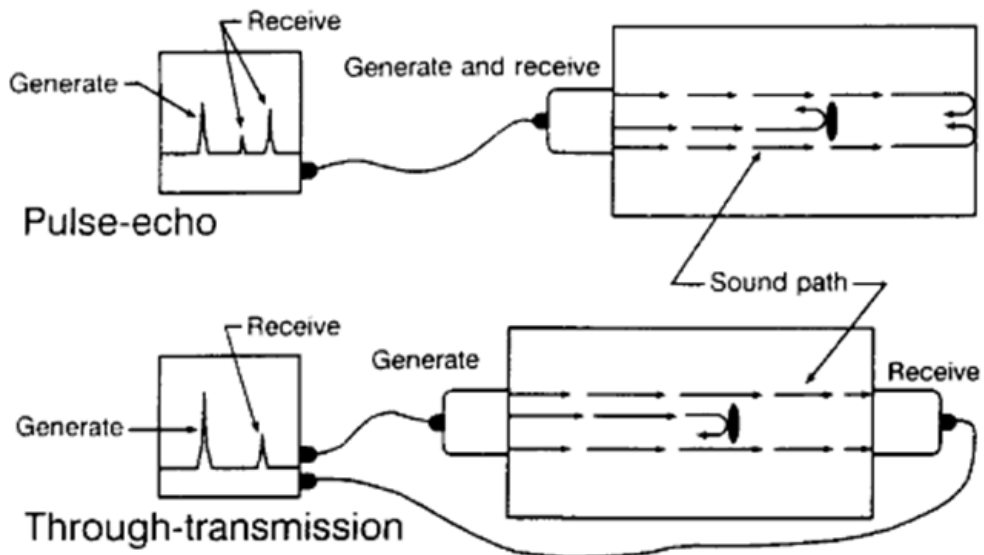 Receive
Generate
Generate and receive
Pulse-echo
Sound path
Receive
Generate
Receive
Generate
Through-transmission